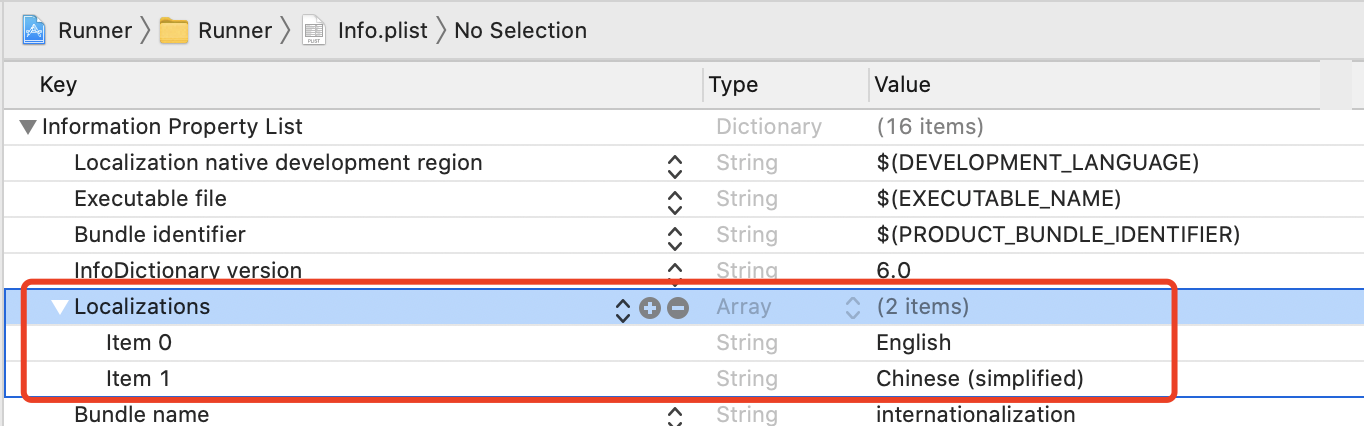 Runner Runner Info.plist No Selection
Key Type Value
Information Property List Dictionary (16 items)
Localization native development region String $(DEVELOPMENT_LANGUAGE)
Executable file String $(EXECUTABLE_NAME)
Bundle identifier String $(PRODUCT_BUNDLE_IDENTIFIER)
InfoDictionary version String 6.0
Localizations Array (2 items)
Item 0 String English
Item 1 String Chinese (simplified)
Bundle name String internationalization